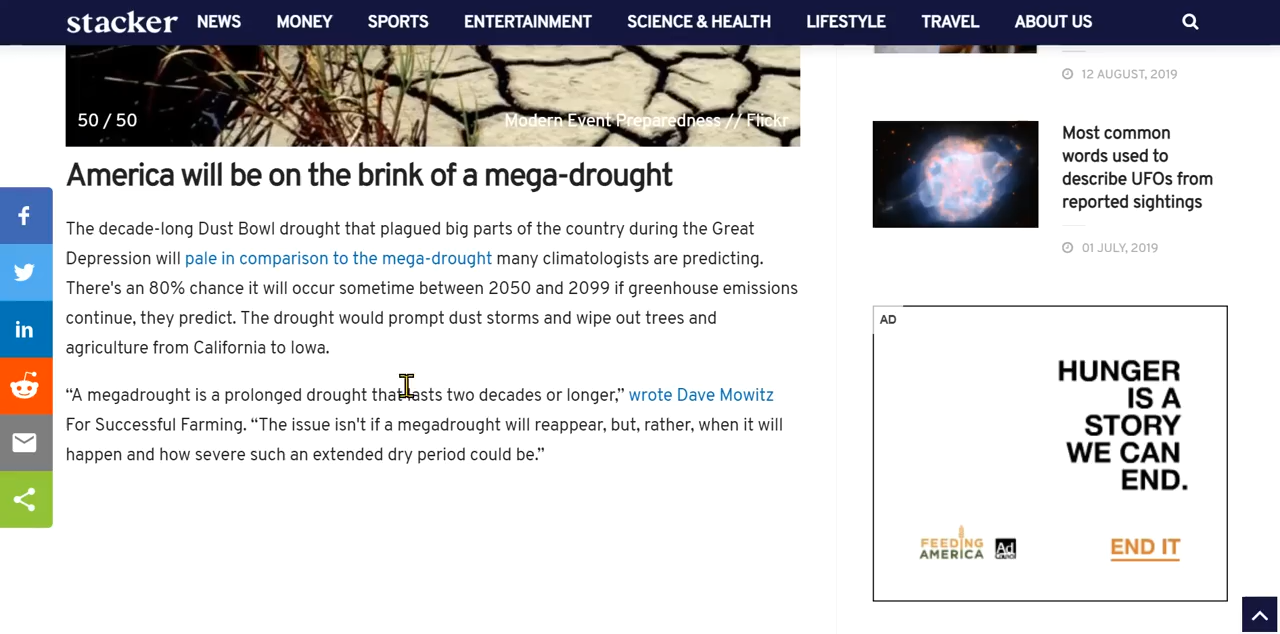 stacker NEWS MONEY SPORTS ENTERTAINMENT SCIENCE & HEALTH LIFESTYLE TRAVEL ABOUT US
50 / 50
Modern Event Preparedness // Flickr
America will be on the brink of a mega-drought
The decade-long Dust Bowl drought that plagued big parts of the country during the Great
Depression will pale in comparison to the mega-drought many climatologists are predicting.
There's an 80% chance it will occur sometime between 2050 and 2099 if greenhouse emissions
continue, they predict. The drought would prompt dust storms and wipe out trees and
agriculture from California to Iowa.
“A megadrought is a prolonged drought that lasts two decades or longer,” wrote Dave Mowitz
For Successful Farming. “The issue isn't if a megadrought will reappear, but, rather, when it will
happen and how severe such an extended dry period could be.”
12 AUGUST, 2019
Most common
words used to
describe UFOs from
reported sightings
01 JULY, 2019
AD
HUNGER
IS A
STORY
WE CAN
END.
FEEDING
AMERICA
Ad
Council
END IT
f
in